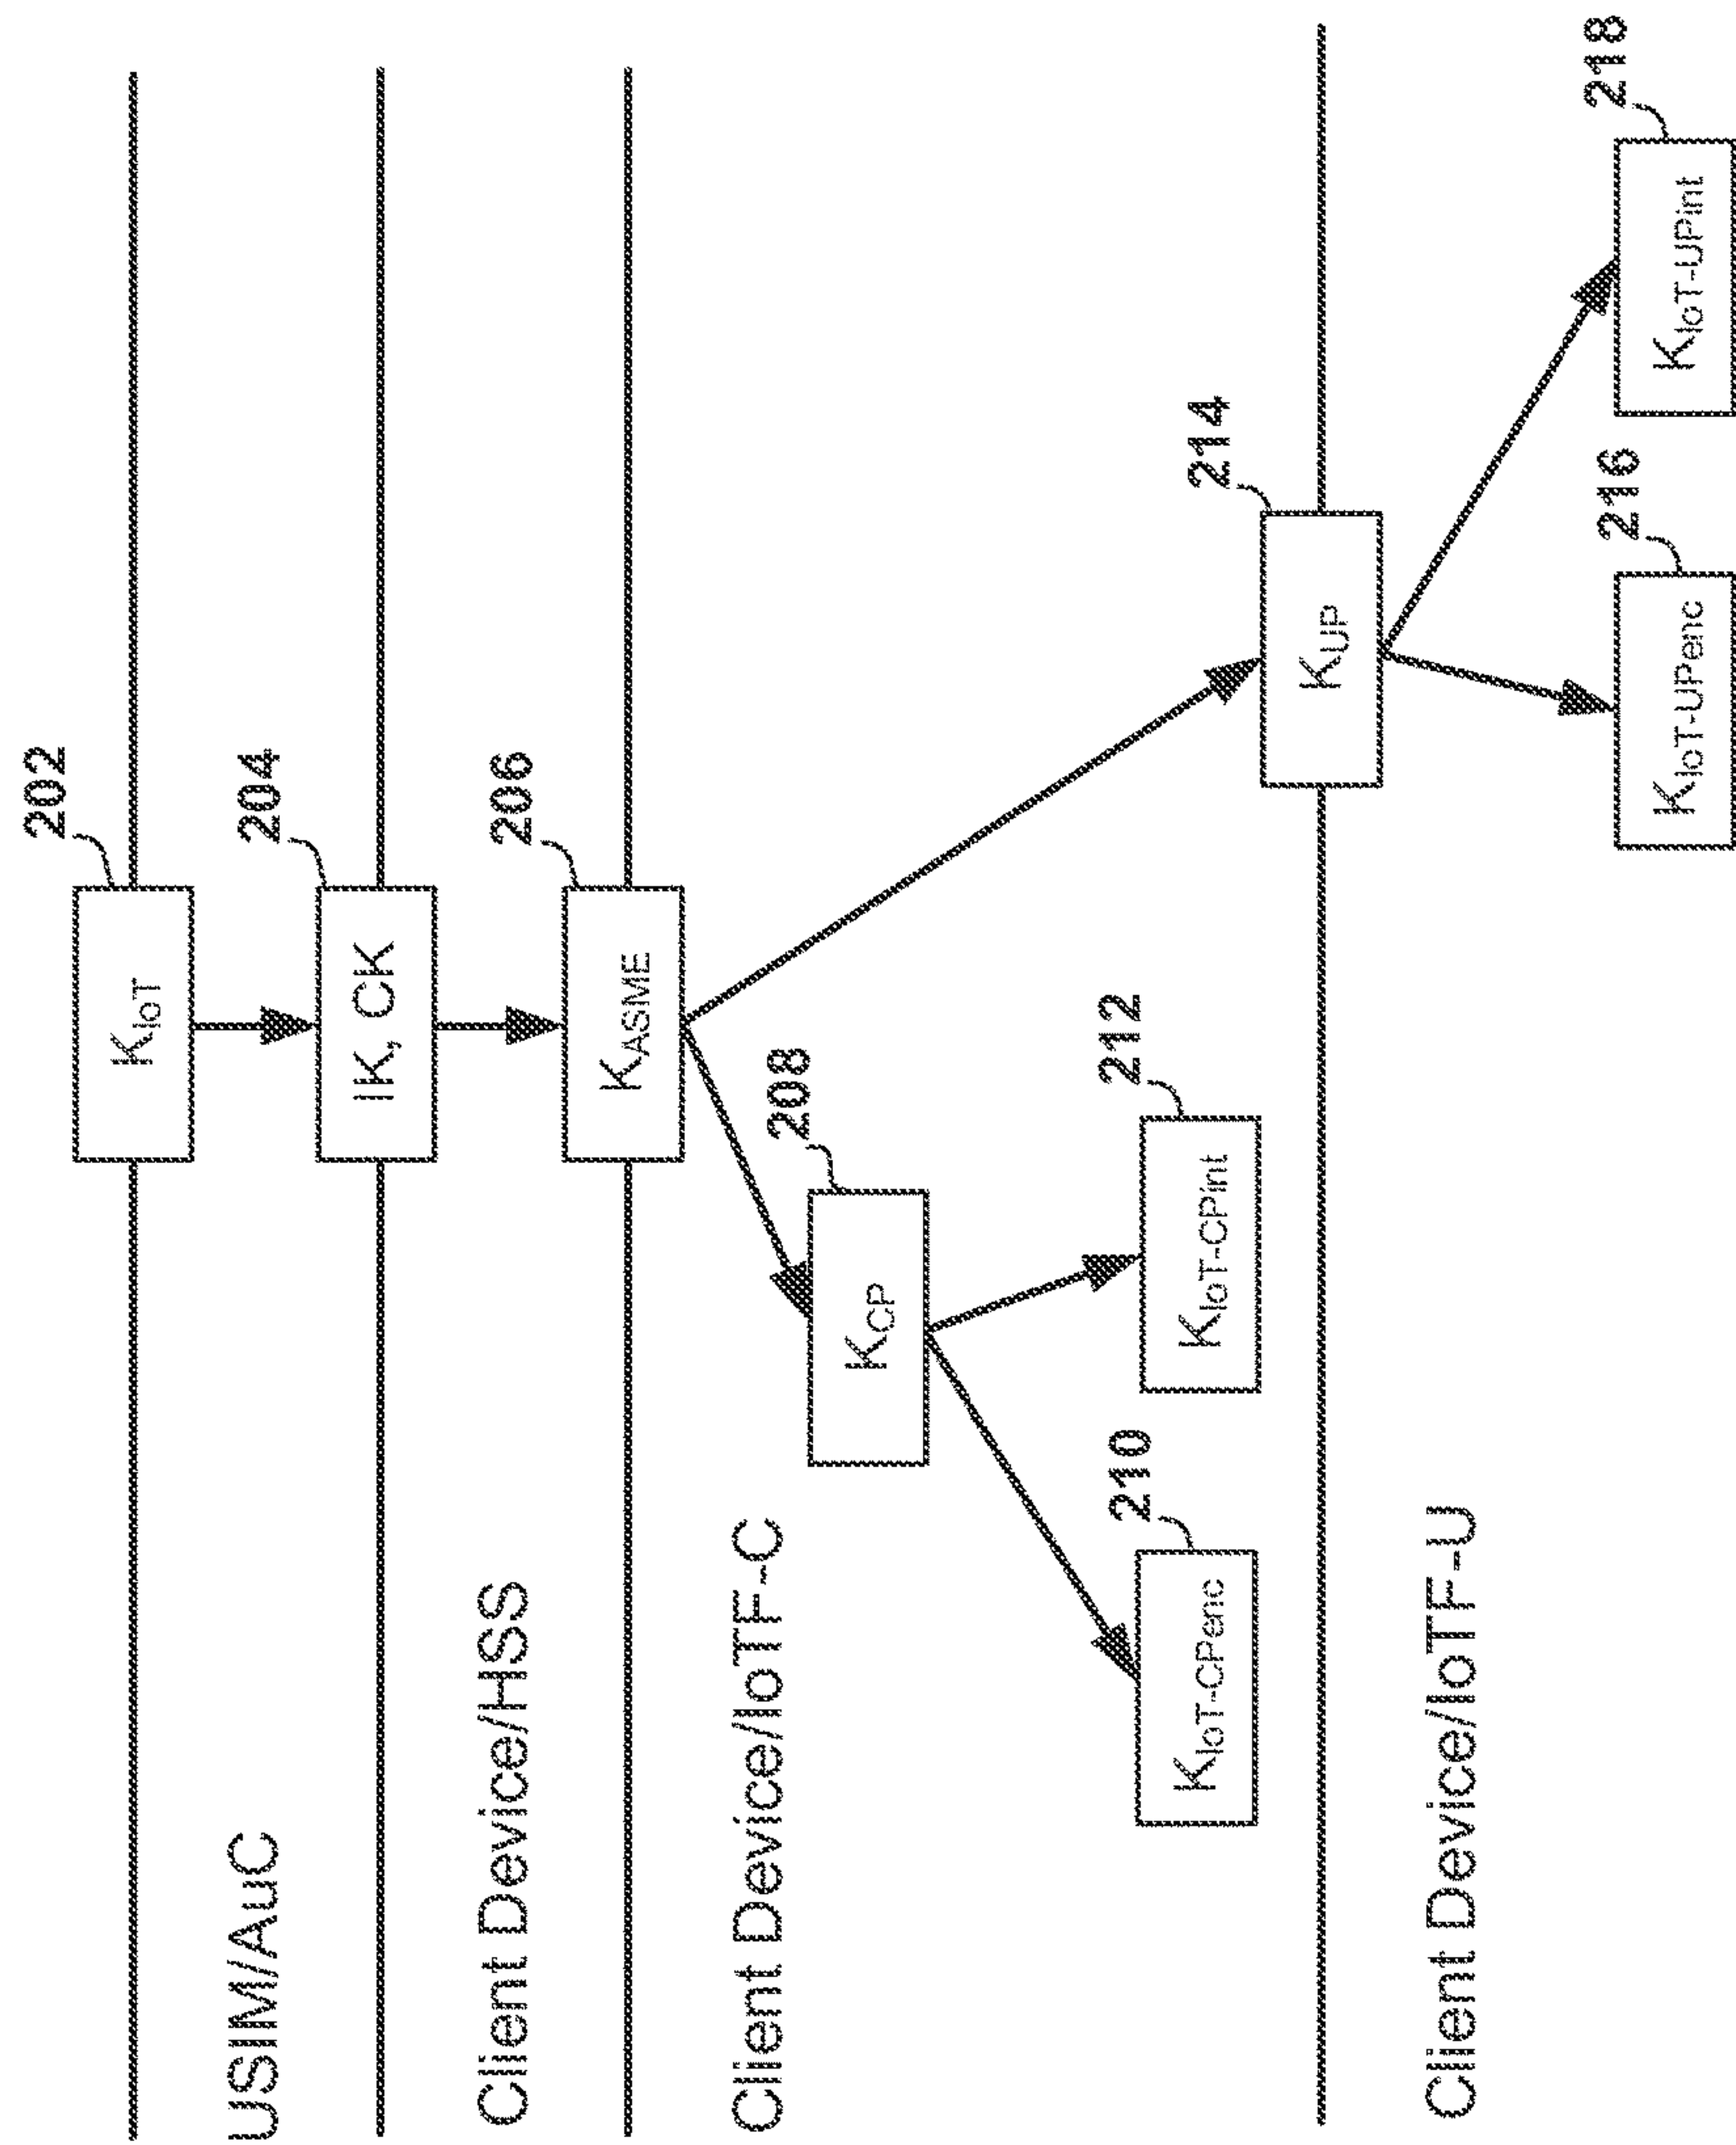 202
K_IoT
USIM/AuC
204
IK, CK
Client Device/HSS
206
K_ASME
Client Device/IoTF-C
208
K_CP
210
K_IoT-CPenc
212
K_IoT-CPint
214
K_UP
Client Device/IoTF-U
216
K_IoT-UPenc
218
K_IoT-UPint